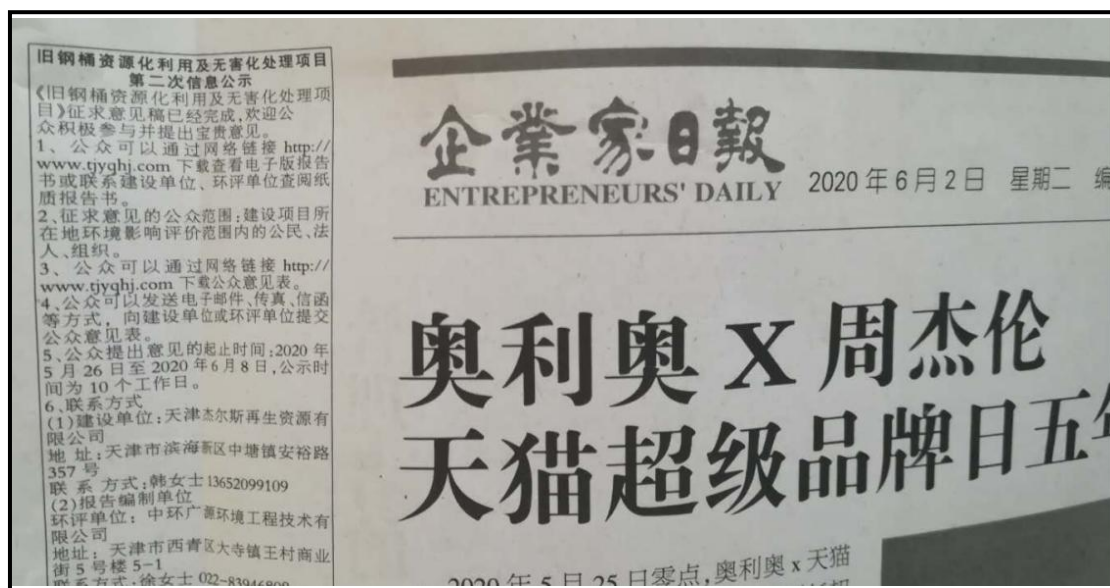 旧钢桶资源化利用及无害化处理项目
第二次信息公示
《旧钢桶资源化利用及无害化处理项
目》征求意见稿已经完成,欢迎公
众积极参与并提出宝贵意见。
1、公众可以通过网络链接 http://
www.tjyqhj.com 下载查看电子版报告
书或联系建设单位、环评单位查阅纸
质报告书。
2、征求意见的公众范围:建设项目所
在地环境影响评价范围内的公民、法
人、组织。
3、公众可以通过网络链接 http://
www.tjyqhj.com 下载公众意见表。
4、公众可以发送电子邮件、传真、信函
等方式，向建设单位或环评单位提交
公众意见表。
5、公众提出意见的起止时间:2020 年
5 月 26 日至 2020 年 6 月 8 日,公示时
间为 10 个工作日。
6、联系方式
(1)建设单位:天津杰尔斯再生资源有
限公司
地 址:天津市滨海新区中塘镇安裕路
357 号
联 系 方式:韩女士 13652099109
(2)报告编制单位
环评单位: 中环广源环境工程技术有
限公司
地址: 天津市西青区大寺镇王村商业
街 5 号楼 5-1
联系方式:徐女士
企業家日報
ENTREPRENEURS' DAILY
2020 年 6 月 2 日 星期二
奥利奥 X 周杰伦
天猫超级品牌日五
2020 年 5 月 25 日零点,奥利奥 x 天猫